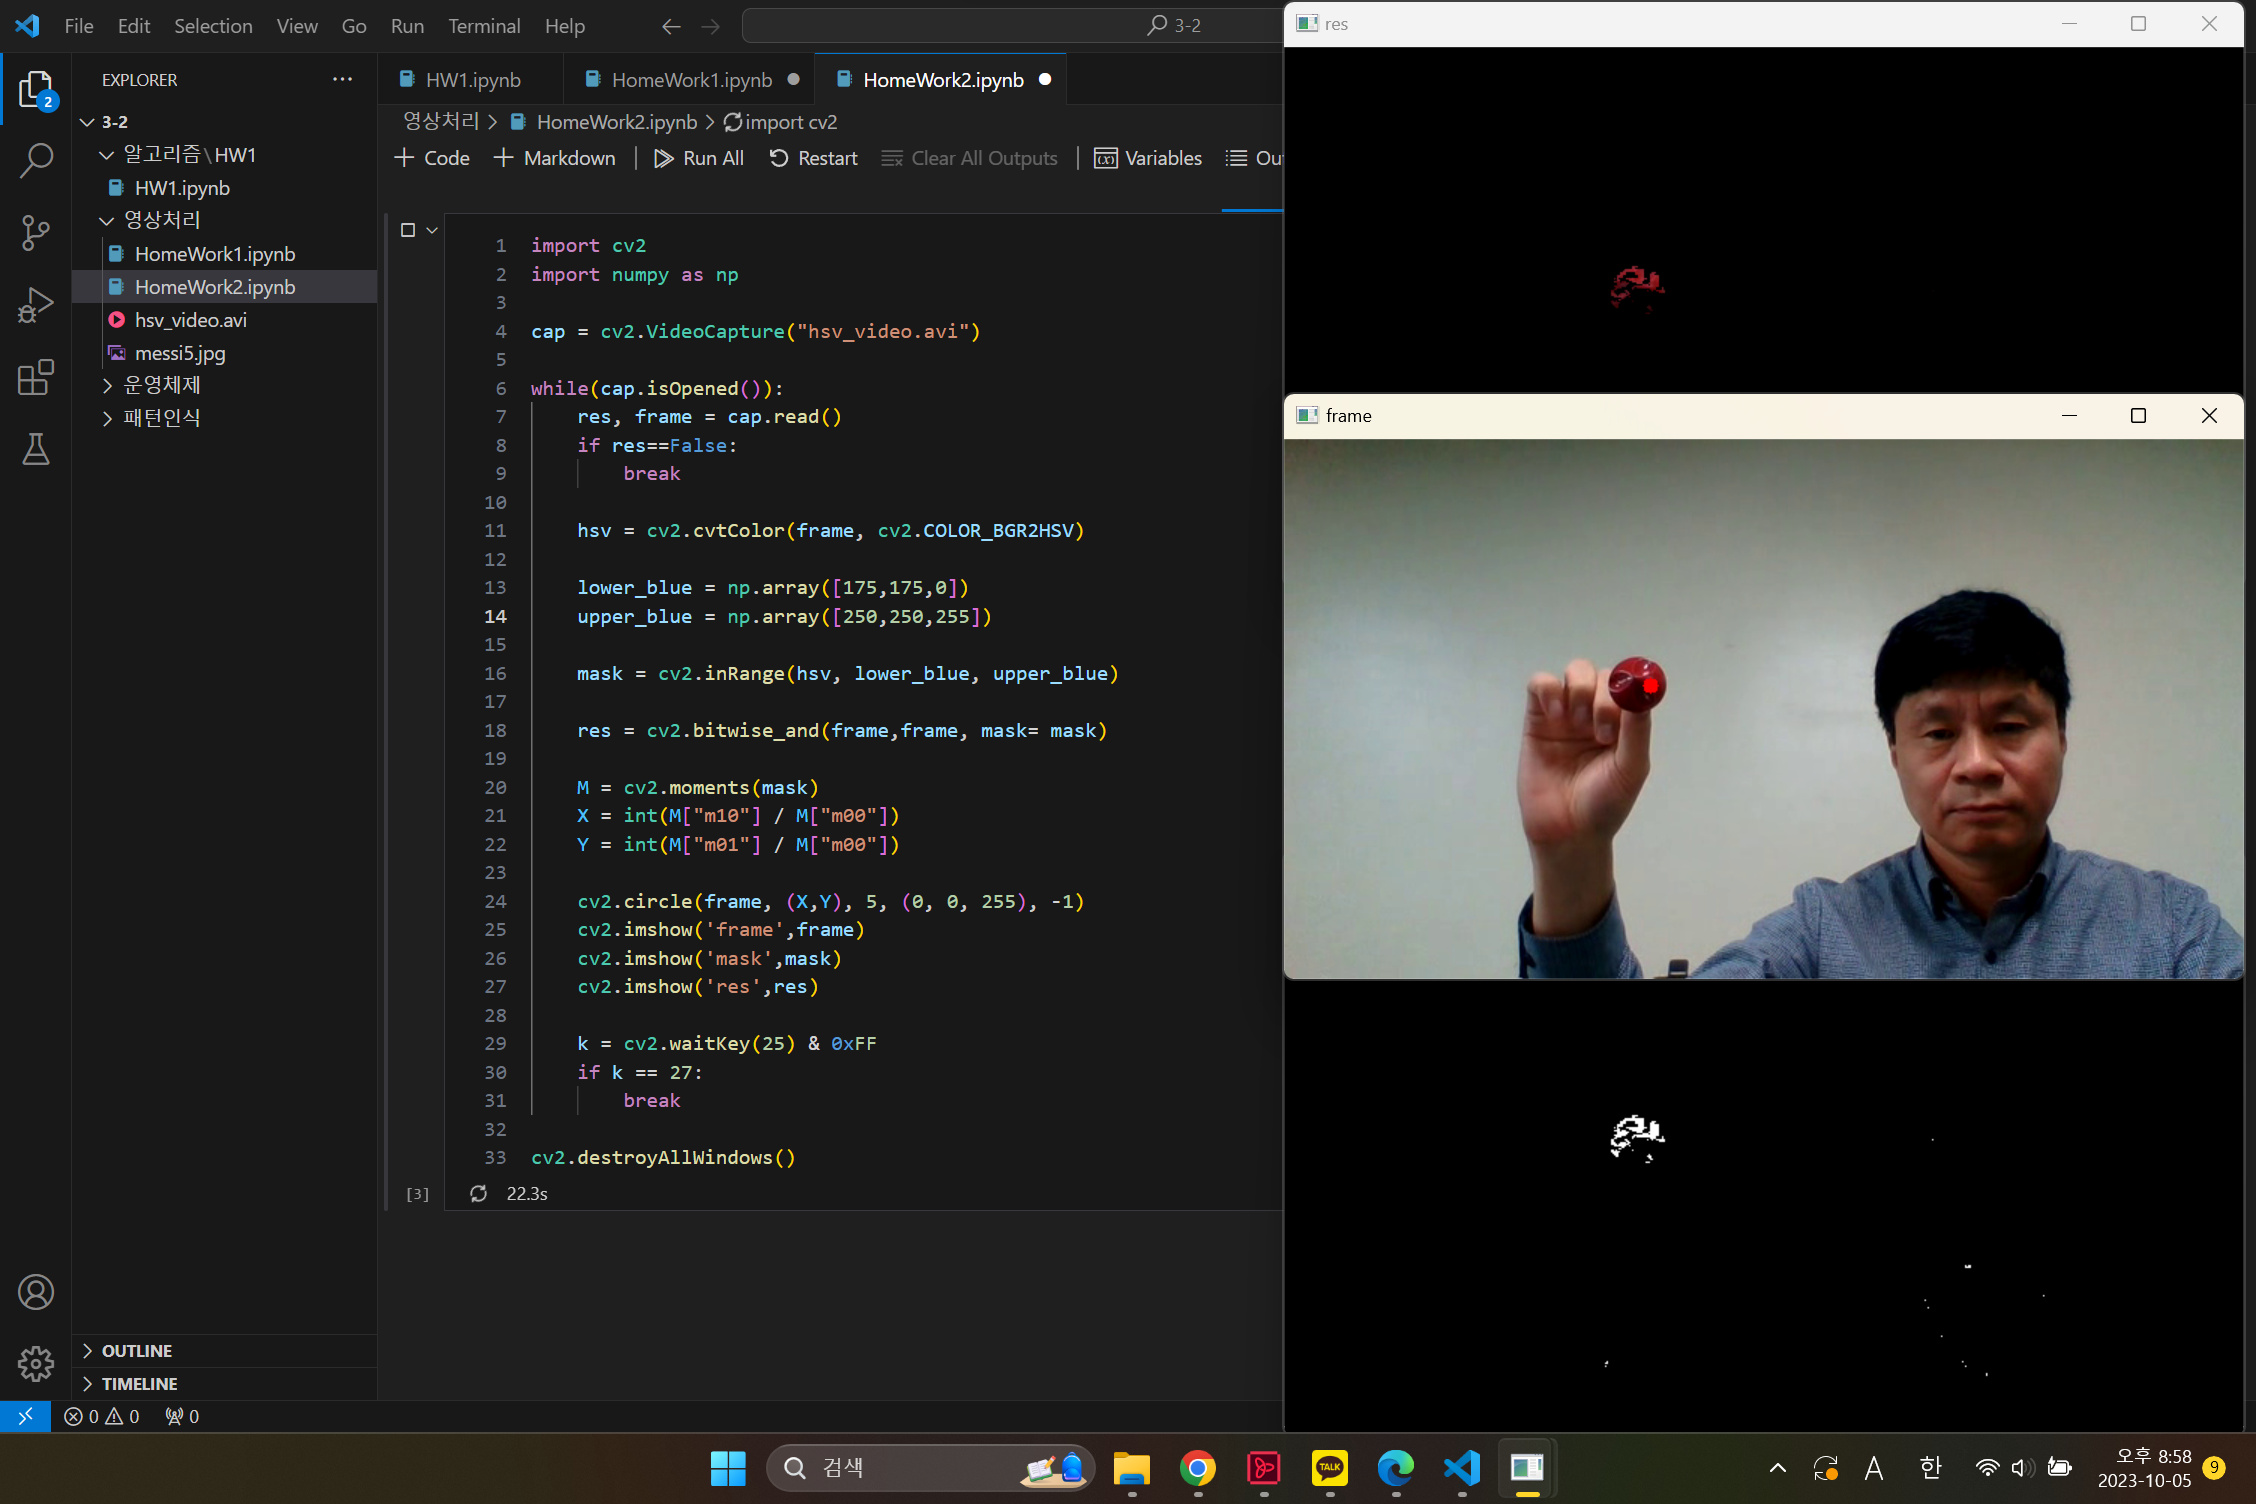 File Edit Selection View Go Run Terminal Help
3-2
EXPLORER
2
3-2
알고리즘\HW1
HW1.ipynb
영상처리
HomeWork1.ipynb
HomeWork2.ipynb
hsv_video.avi
messi5.jpg
운영체제
패턴인식
OUTLINE
TIMELINE
HW1.ipynb
HomeWork1.ipynb
HomeWork2.ipynb
영상처리 > HomeWork2.ipynb > import cv2
+ Code + Markdown | Run All Restart Clear All Outputs | Variables Ou
1 import cv2
2 import numpy as np
3
4 cap = cv2.VideoCapture("hsv_video.avi")
5
6 while(cap.isOpened()):
7 res, frame = cap.read()
8 if res==False:
9 break
10
11 hsv = cv2.cvtColor(frame, cv2.COLOR_BGR2HSV)
12
13 lower_blue = np.array([175,175,0])
14 upper_blue = np.array([250,250,255])
15
16 mask = cv2.inRange(hsv, lower_blue, upper_blue)
17
18 res = cv2.bitwise_and(frame,frame, mask= mask)
19
20 M = cv2.moments(mask)
21 X = int(M["m10"] / M["m00"])
22 Y = int(M["m01"] / M["m00"])
23
24 cv2.circle(frame, (X,Y), 5, (0, 0, 255), -1)
25 cv2.imshow('frame',frame)
26 cv2.imshow('mask',mask)
27 cv2.imshow('res',res)
28
29 k = cv2.waitKey(25) & 0xFF
30 if k == 27:
31 break
32
33 cv2.destroyAllWindows()
[3] 22.3s
res
frame
0 0 0
검색
TALK
A 한
오후 8:58
2023-10-05
9